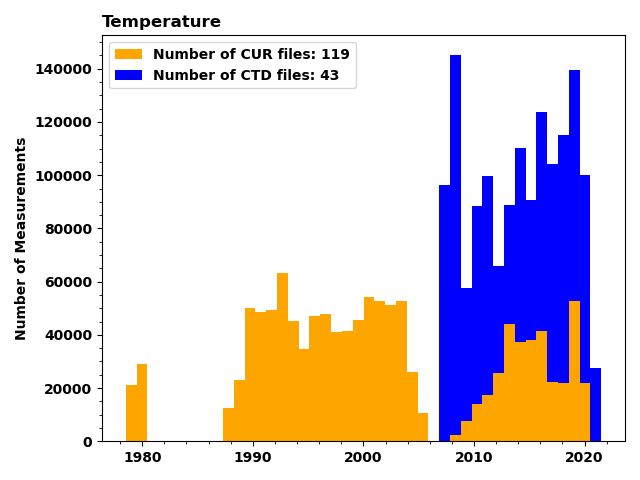 Temperature
Number of CUR files: 119
Number of CTD files: 43
Number of Measurements
140000
120000
100000
80000
60000
40000
20000
0
1980 1990 2000 2010 2020